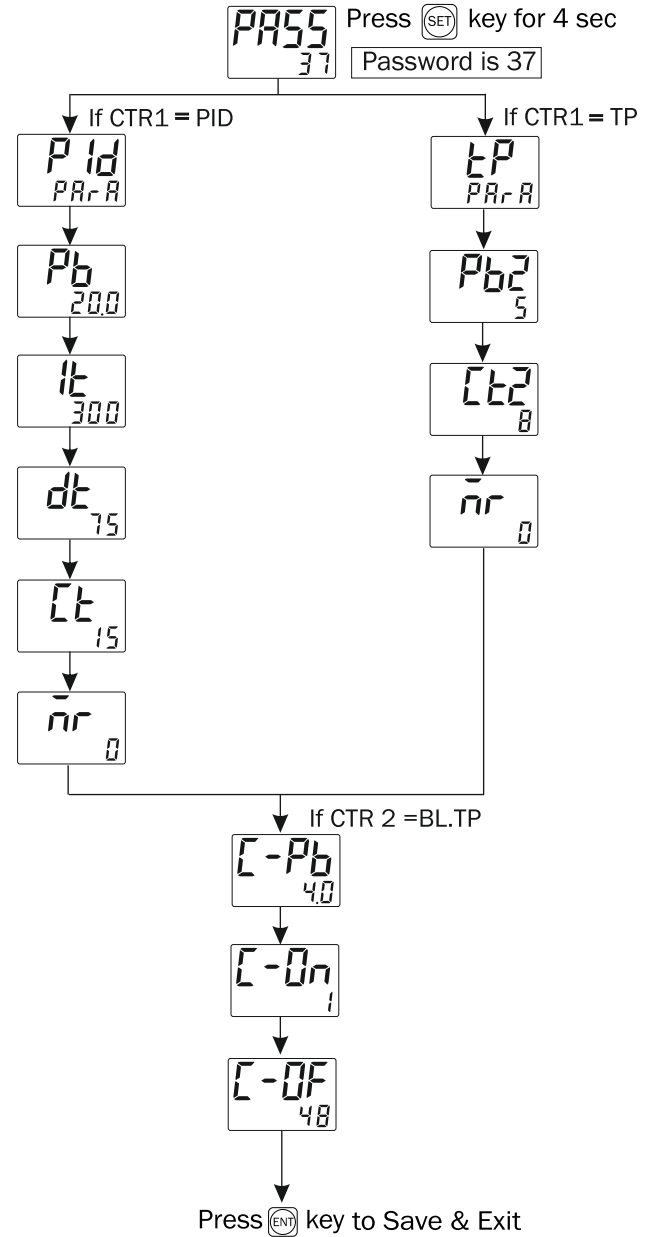 PASS Press SET key for 4 sec
37
Password is 37
If CTR1 = PID
If CTR1 = TP
PId
PArA
Pb
20.0
It
300
dt
75
Ct
15
n̄r
0
tP
PArA
Pb2
5
Ct2
8
n̄r
0
If CTR 2 =BL.TP
C-Pb
4.0
C-On
1
C-OF
48
Press ENT key to Save & Exit